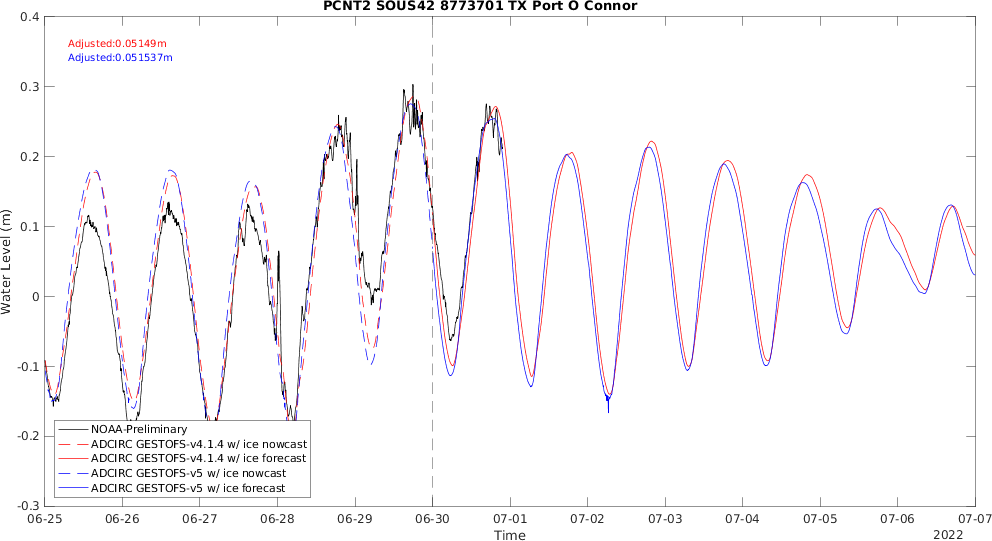 PCNT2 SOUS42 8773701 TX Port O Connor
0.4
Adjusted:0.05149m
Adjusted:0.051537m
0.3
0.2
0.1
Water Level (m)
0
-0.1
-0.2
-0.3
NOAA-Preliminary
ADCIRC GESTOFS-v4.1.4 w/ ice nowcast
ADCIRC GESTOFS-v4.1.4 w/ ice forecast
ADCIRC GESTOFS-v5 w/ ice nowcast
ADCIRC GESTOFS-v5 w/ ice forecast
06-25 06-26 06-27 06-28 06-29 06-30 07-01 07-02 07-03 07-04 07-05 07-06 07-07
Time
2022